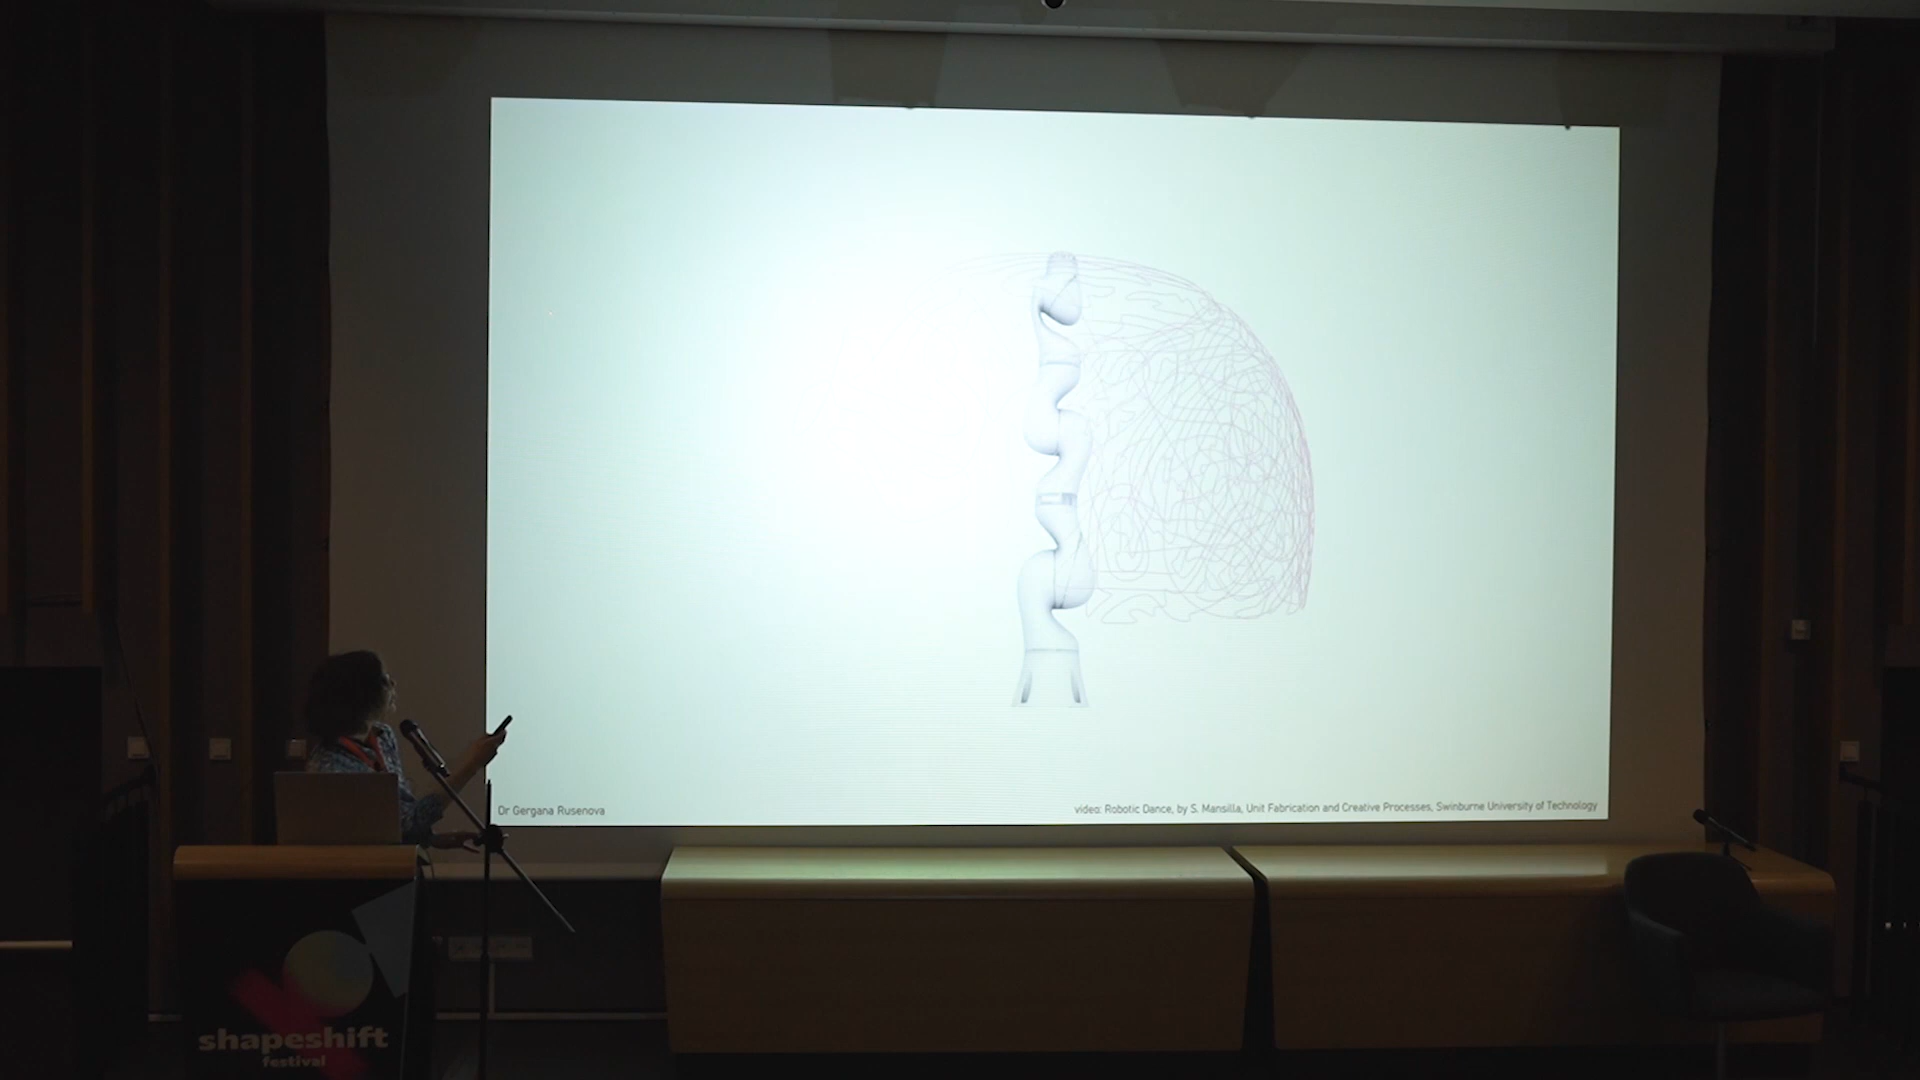 Dr Gergana Rusenova
video: Robotic Dance, by S. Mansilla, Unit Fabrication and Creative Processes, Swinburne University of Technology
shapeshift
festival